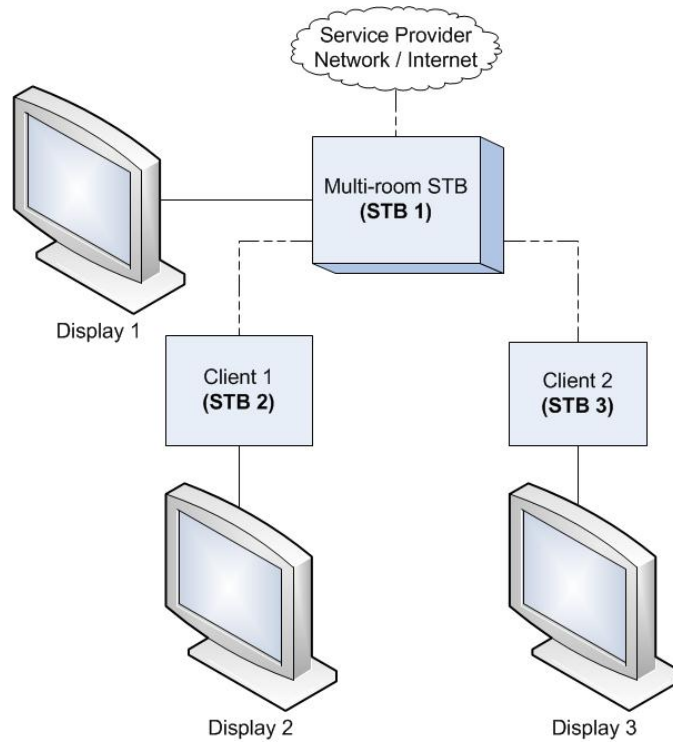 Service Provider
Network / Internet
Multi-room STB
(STB 1)
Display 1
Client 1
(STB 2)
Client 2
(STB 3)
Display 2
Display 3